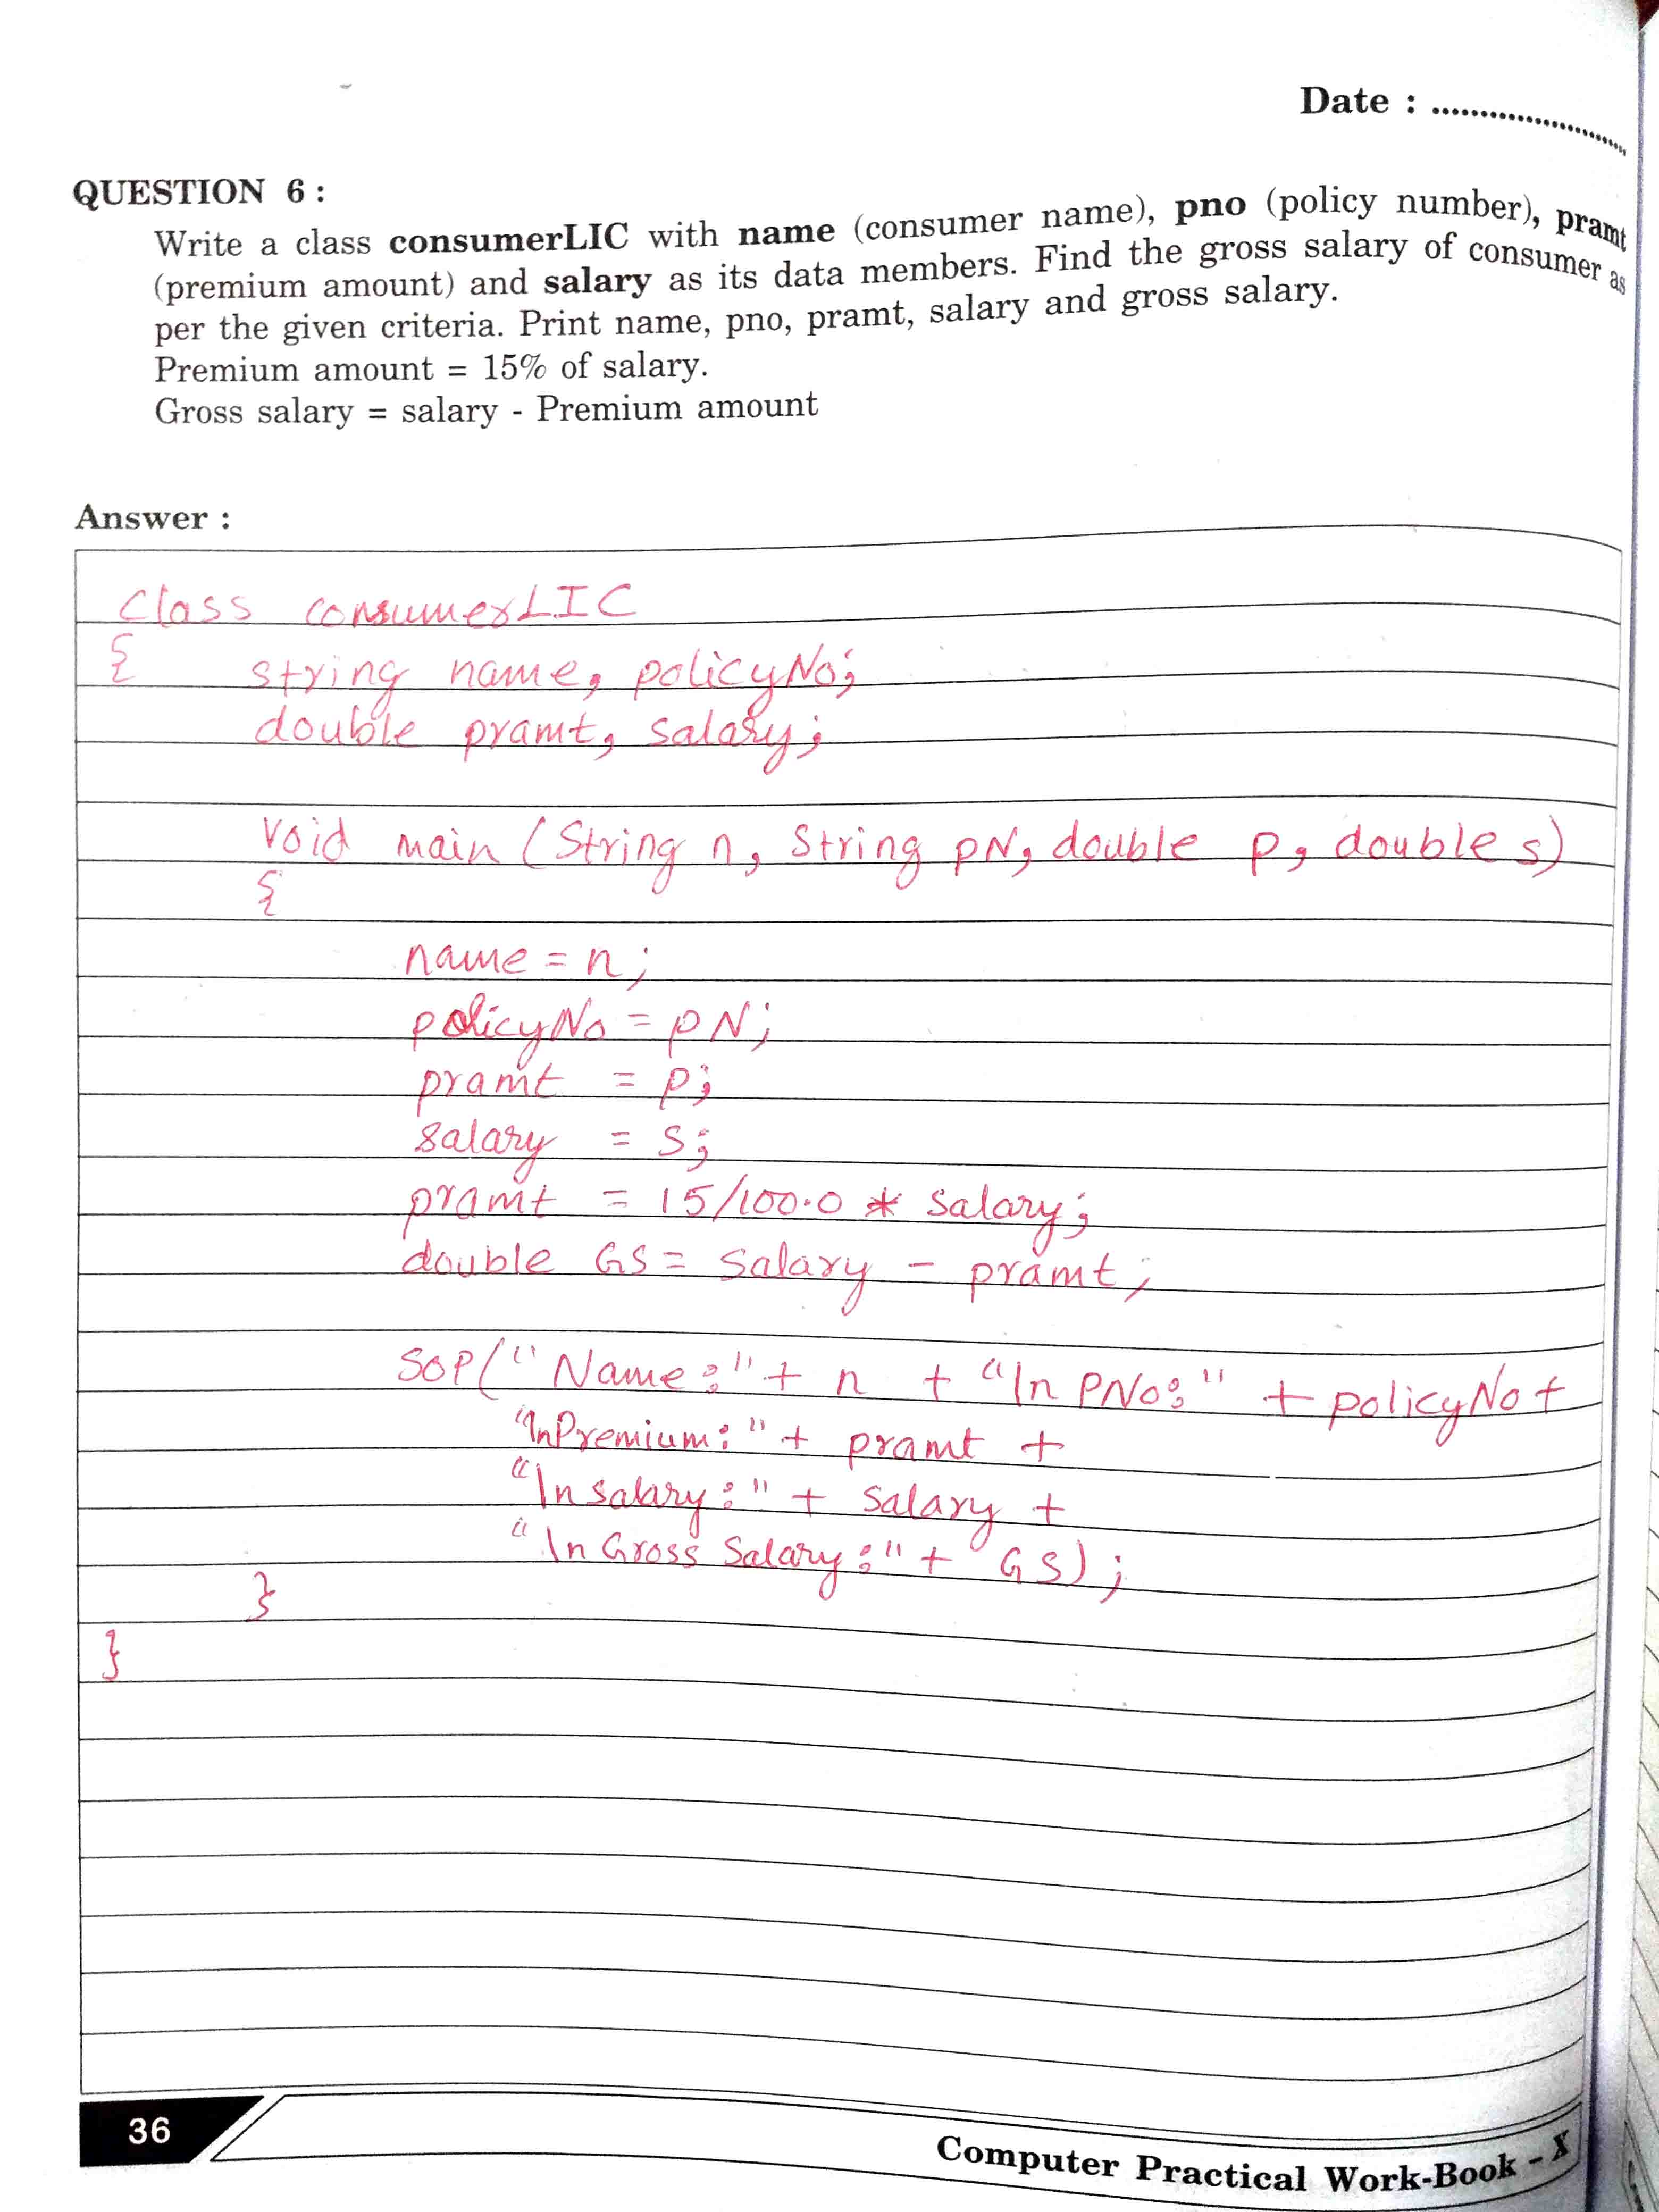 Date : ..............................
QUESTION 6 :
Write a class consumerLIC with name (consumer name), pno (policy number), pramt
(premium amount) and salary as its data members. Find the gross salary of consumer as
per the given criteria. Print name, pno, pramt, salary and gross salary.
Premium amount = 15% of salary.
Gross salary = salary - Premium amount
Answer :
Class consumerLIC
{ string name, policyNo;
double pramt, salary;
void main (String n, String pN, double p, double s)
{
name = n;
policyNo = pN;
pramt = p;
salary = s;
pramt = 15/100.0 * salary;
double GS = salary - pramt;
SOP("Name:" + n + "\n PNo:" + policyNo +
"\nPremium:" + pramt +
"\nsalary:" + salary +
"\n Gross Salary:" + GS);
}
}
36
Computer Practical Work-Book - X